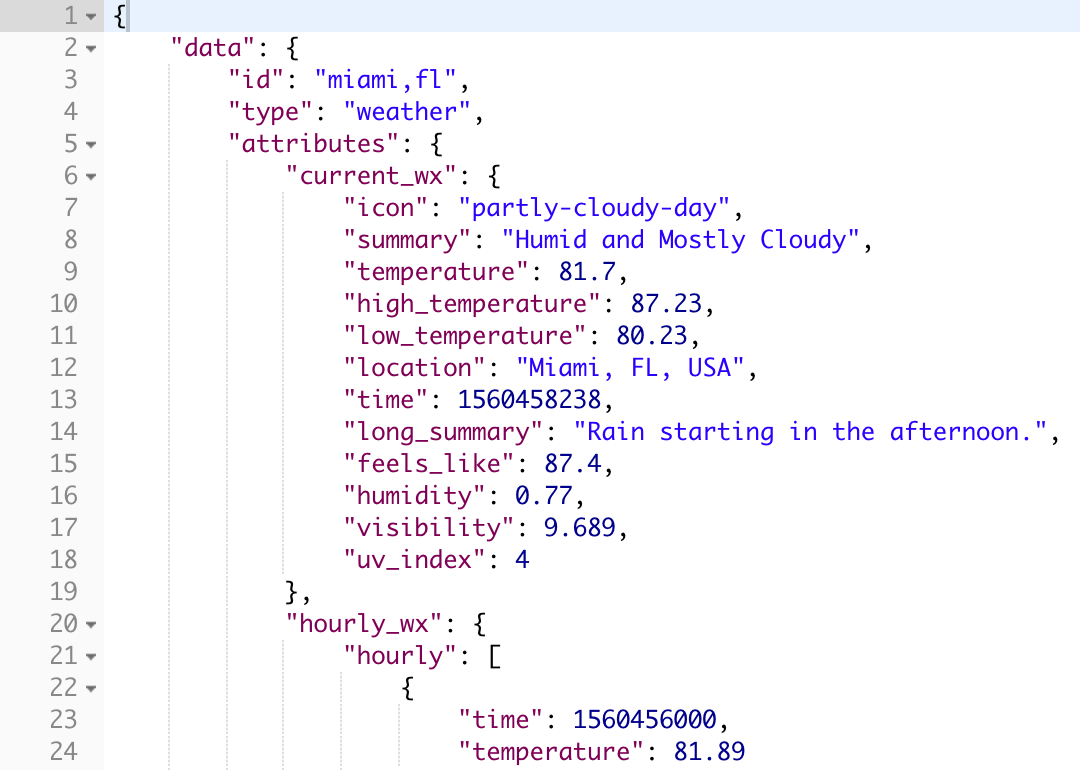 1 {
2 "data": {
3 "id": "miami,fl",
4 "type": "weather",
5 "attributes": {
6 "current_wx": {
7 "icon": "partly-cloudy-day",
8 "summary": "Humid and Mostly Cloudy",
9 "temperature": 81.7,
10 "high_temperature": 87.23,
11 "low_temperature": 80.23,
12 "location": "Miami, FL, USA",
13 "time": 1560458238,
14 "long_summary": "Rain starting in the afternoon.",
15 "feels_like": 87.4,
16 "humidity": 0.77,
17 "visibility": 9.689,
18 "uv_index": 4
19 },
20 "hourly_wx": {
21 "hourly": [
22 {
23 "time": 1560456000,
24 "temperature": 81.89